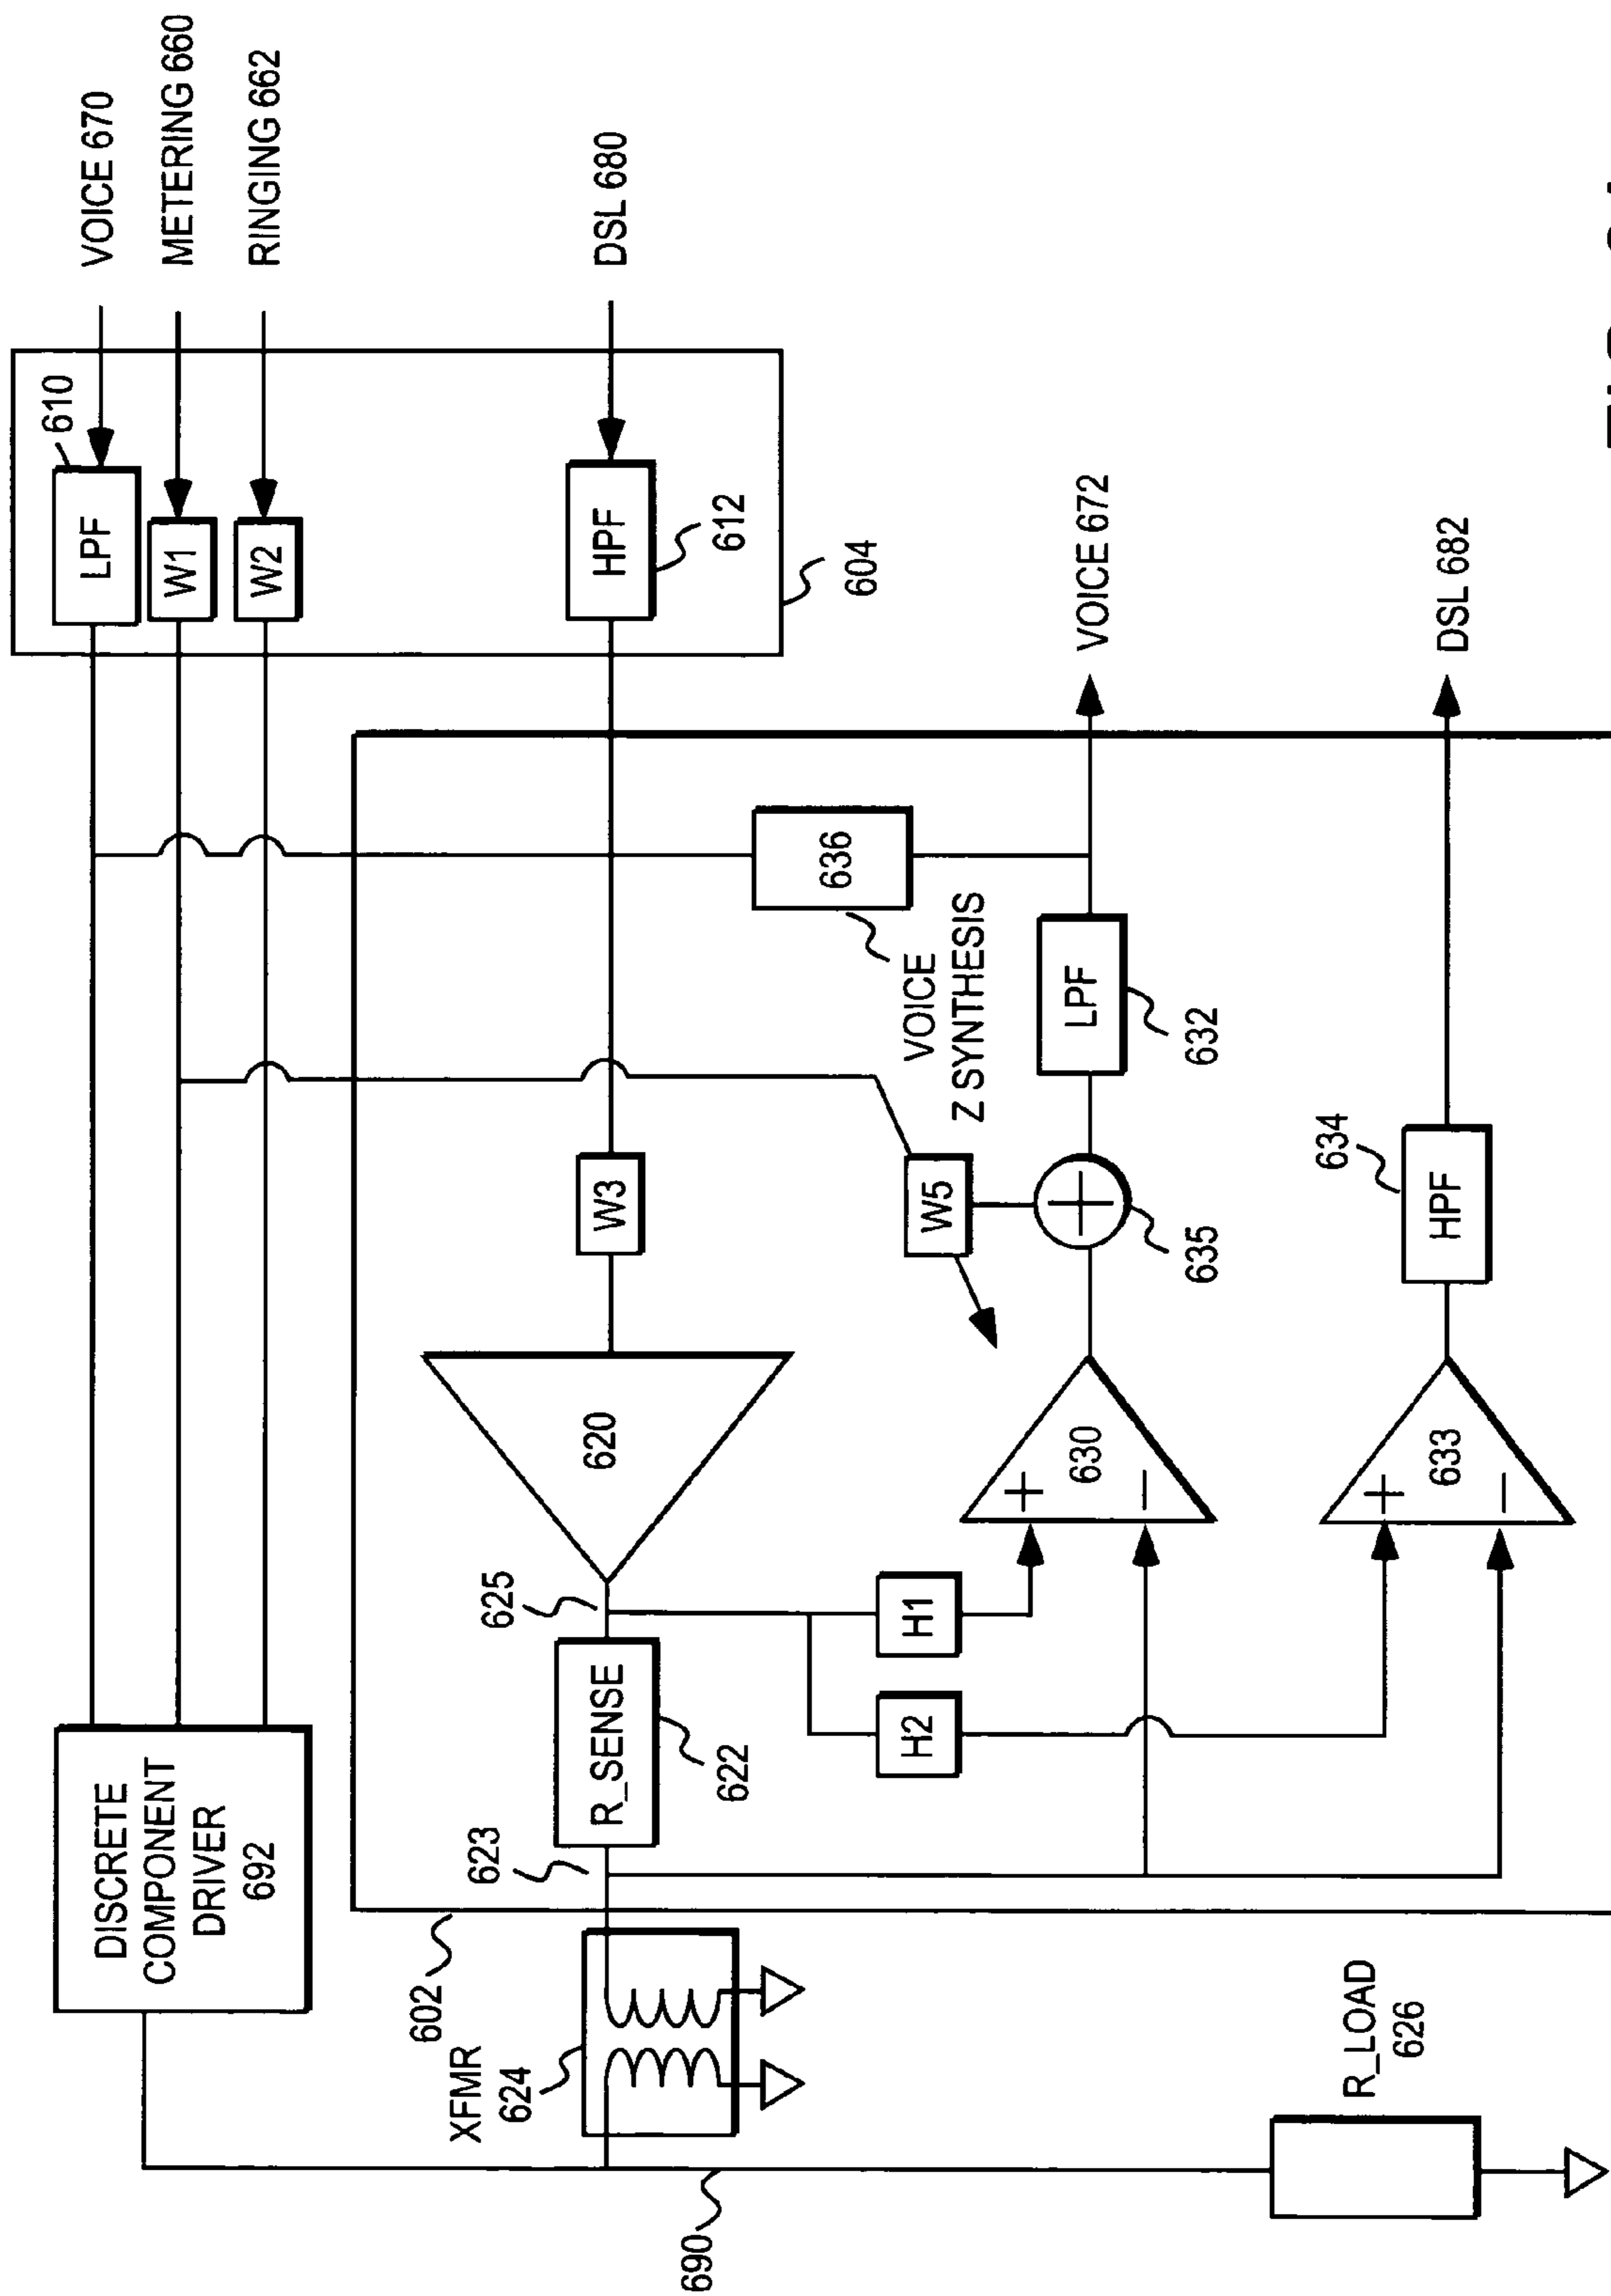 VOICE 670
METERING 660
RINGING 662
DSL 680
610
LPF
W1
W2
HPF
612
604
DISCRETE
COMPONENT
DRIVER
692
636
VOICE
Z SYNTHESIS
VOICE 672
DSL 682
W3
W5
LPF
632
635
634
HPF
620
630
+
−
633
+
−
625
R_SENSE
622
623
H1
H2
602
XFMR
624
690
R_LOAD
626